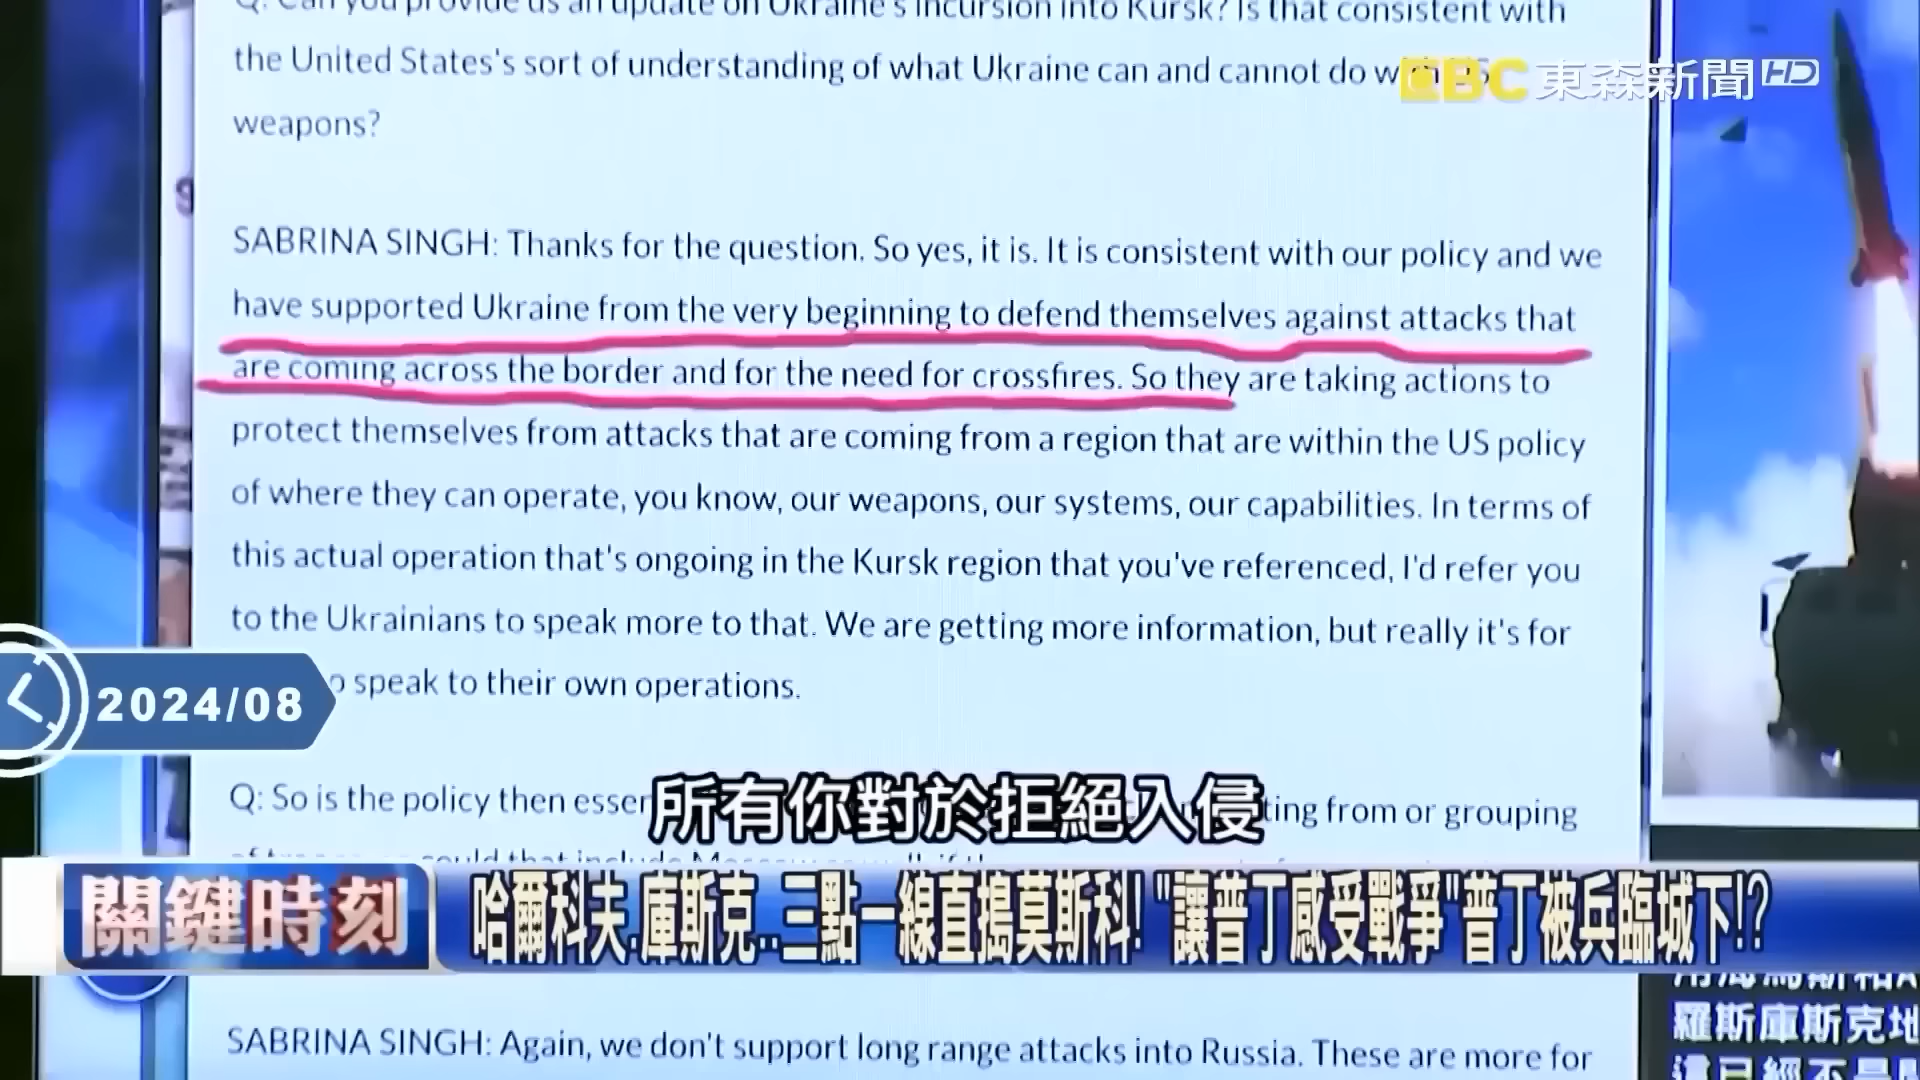 Q: Can you provide us an update on Ukraine's incursion into Kursk? Is that consistent with
the United States's sort of understanding of what Ukraine can and cannot do
weapons?
EBC 東森新聞 HD
SABRINA SINGH: Thanks for the question. So yes, it is. It is consistent with our policy and we
have supported Ukraine from the very beginning to defend themselves against attacks that
are coming across the border and for the need for crossfires. So they are taking actions to
protect themselves from attacks that are coming from a region that are within the US policy
of where they can operate, you know, our weapons, our systems, our capabilities. In terms of
this actual operation that's ongoing in the Kursk region that you've referenced, I'd refer you
to the Ukrainians to speak more to that. We are getting more information, but really it's for
speak to their own operations.
2024/08
Q: So is the policy then from or grouping
所有你對於拒絕入侵
關鍵時刻
哈爾科夫.庫斯克..三點一線直搗莫斯科! "讓普丁感受戰爭"普丁被兵臨城下!?
羅斯庫斯克地
SABRINA SINGH: Again, we don't support long range attacks into Russia. These are more for